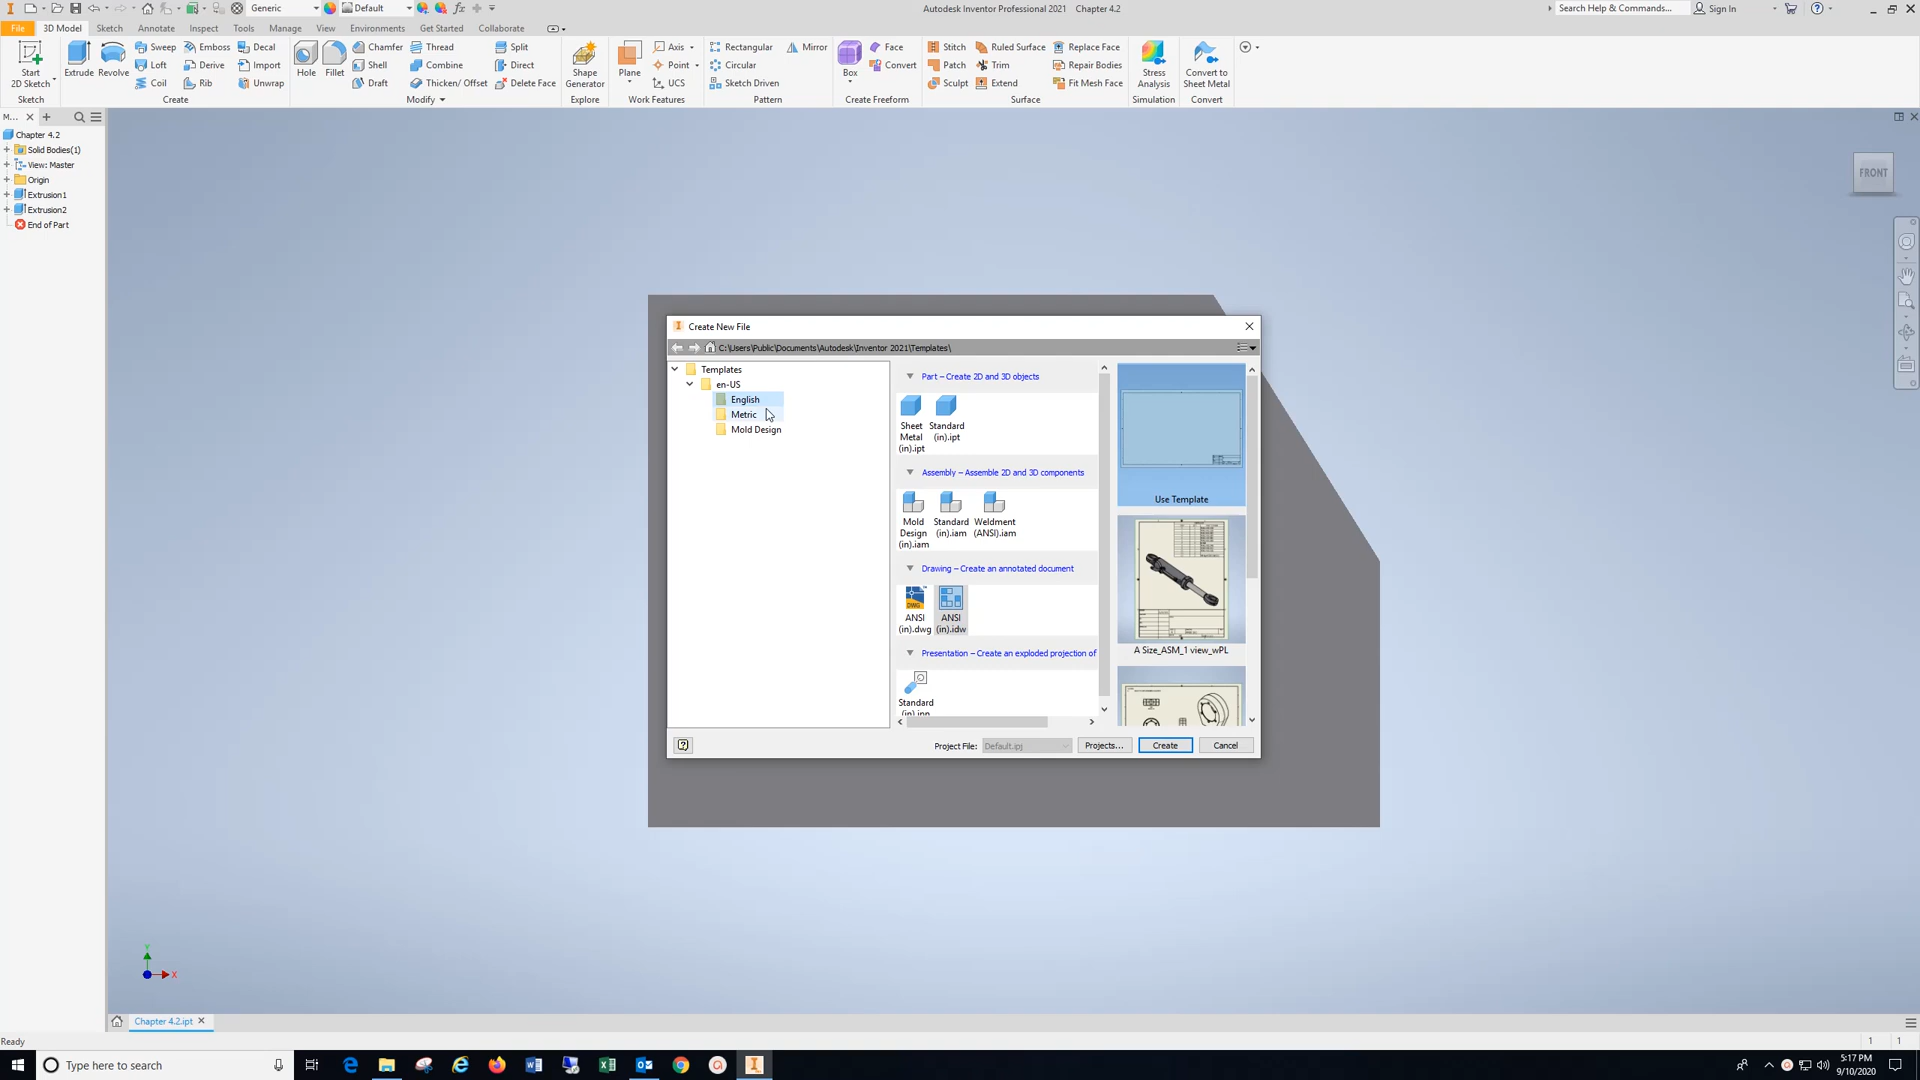 Generic
Default
Autodesk Inventor Professional 2021 Chapter 4.2
Search Help & Commands...
Sign In
File 3D Model Sketch Annotate Inspect Tools Manage View Environments Get Started Collaborate
Start
2D Sketch
Sketch
Extrude
Revolve
Sweep
Loft
Coil
Emboss
Derive
Rib
Decal
Import
Unwrap
Create
Hole
Fillet
Chamfer
Shell
Draft
Thread
Combine
Thicken/ Offset
Split
Direct
Delete Face
Modify
Shape
Generator
Explore
Plane
Axis
Point
UCS
Work Features
Rectangular
Circular
Sketch Driven
Mirror
Pattern
Box
Face
Convert
Create Freeform
Stitch
Patch
Sculpt
Ruled Surface
Trim
Extend
Replace Face
Repair Bodies
Fit Mesh Face
Surface
Stress
Analysis
Simulation
Convert to
Sheet Metal
Convert
M...
Chapter 4.2
Solid Bodies(1)
View: Master
Origin
Extrusion1
Extrusion2
End of Part
FRONT
Create New File
C:\Users\Public\Documents\Autodesk\Inventor 2021\Templates\
Templates
en-US
English
Metric
Mold Design
Part – Create 2D and 3D objects
Sheet
Metal
(in).ipt
Standard
(in).ipt
Assembly – Assemble 2D and 3D components
Mold
Design
(in).iam
Standard
(in).iam
Weldment
(ANSI).iam
Drawing – Create an annotated document
DWG
ANSI
(in).dwg
ANSI
(in).idw
Presentation – Create an exploded projection of
Standard
(in).ipn
Use Template
A Size_ASM_1 view_wPL
Project File: Default.ipj
Projects...
Create
Cancel
Y
X
Chapter 4.2.ipt
Ready
1 1
Type here to search
5:17 PM
9/10/2020